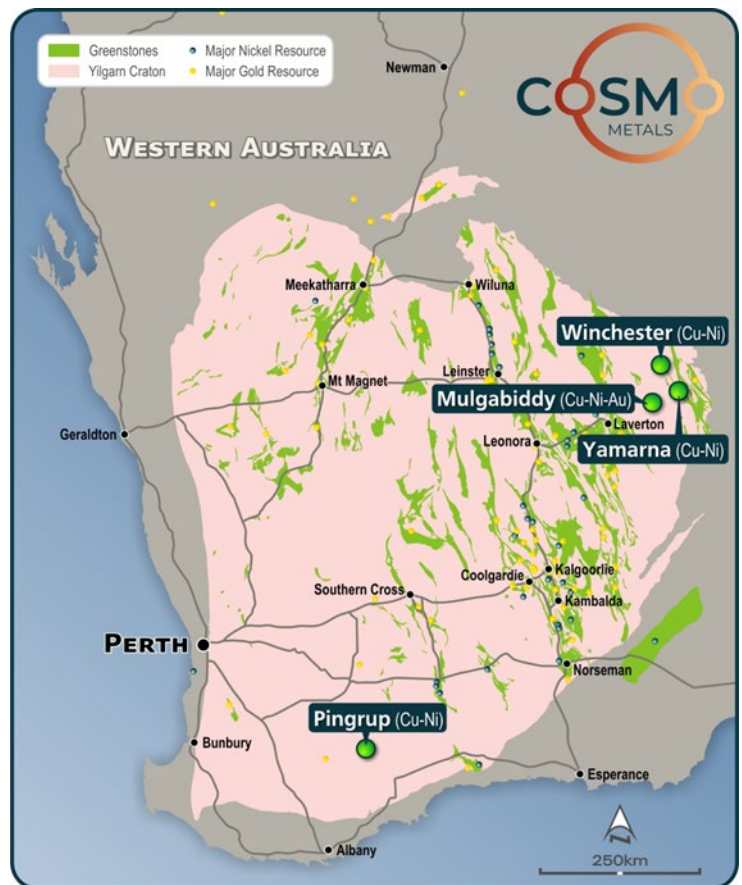 Greenstones
Major Nickel Resource
Yilgarn Craton
Major Gold Resource
Newman
COSMO
METALS
WESTERN AUSTRALIA
Meekatharra
Wiluna
Winchester (Cu-Ni)
Leinster
Mt Magnet
Mulgabiddy (Cu-Ni-Au)
Laverton
Geraldton
Leonora
Yamarna (Cu-Ni)
Kalgoorlie
Coolgardie
Southern Cross
Kambalda
PERTH
Norseman
Pingrup (Cu-Ni)
Bunbury
Esperance
Albany
250km